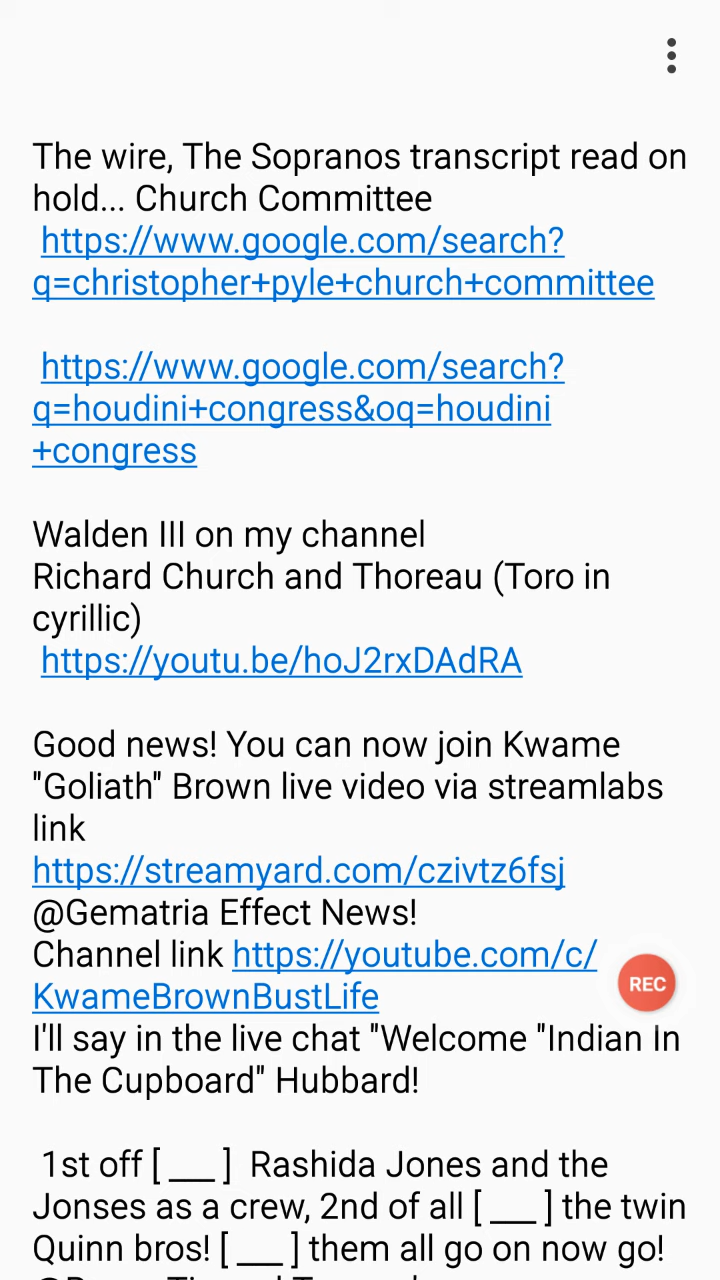 The wire, The Sopranos transcript read on
hold... Church Committee
https://www.google.com/search?
q=christopher+pyle+church+committee
https://www.google.com/search?
q=houdini+congress&oq=houdini
+congress
Walden III on my channel
Richard Church and Thoreau (Toro in
cyrillic)
https://youtu.be/hoJ2rxDAdRA
Good news! You can now join Kwame
"Goliath" Brown live video via streamlabs
link
https://streamyard.com/czivtz6fsj
@Gematria Effect News!
Channel link https://youtube.com/c/
KwameBrownBustLife
REC
I'll say in the live chat "Welcome "Indian In
The Cupboard" Hubbard!
1st off [ ___ ]  Rashida Jones and the
Jonses as a crew, 2nd of all [ ___ ] the twin
Quinn bros! [ ___ ] them all go on now go!